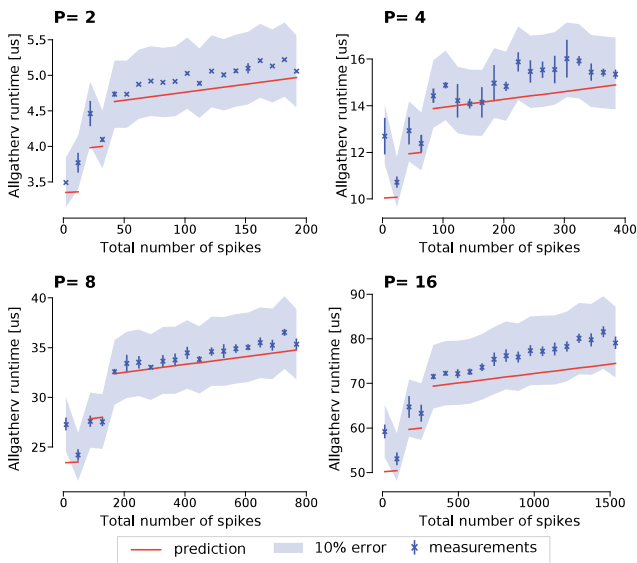 P= 2
P= 4
Allgatherv runtime [us]
5.5
5.0
4.5
4.0
3.5
0 50 100 150 200
Total number of spikes
Allgatherv runtime [us]
16
14
12
10
0 100 200 300 400
Total number of spikes
P= 8
P= 16
Allgatherv runtime [us]
40
35
30
25
0 200 400 600 800
Total number of spikes
Allgatherv runtime [us]
90
80
70
60
50
0 500 1000 1500
Total number of spikes
prediction 10% error measurements